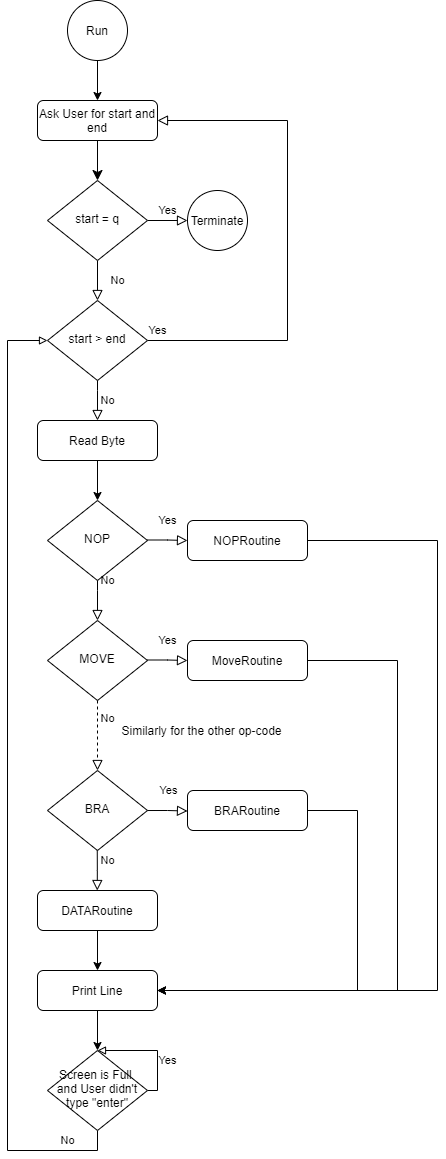 Run
Ask User for start and
end
start = q
Yes
Terminate
No
start > end
Yes
No
Read Byte
NOP
Yes
NOPRoutine
No
MOVE
Yes
MoveRoutine
No
Similarly for the other op-code
BRA
Yes
BRARoutine
No
DATARoutine
Print Line
Screen is Full
and User didn't
type "enter"
Yes
No